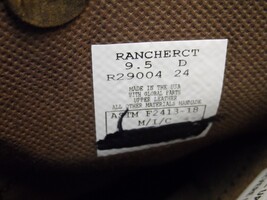 RANCHERCT
9.5 D
R29004 24
MADE IN THE USA
WITH GLOBAL PARTS
UPPER LEATHER
ALL OTHER MATERIALS MANMADE
ASTM F2413-18
M/I/C